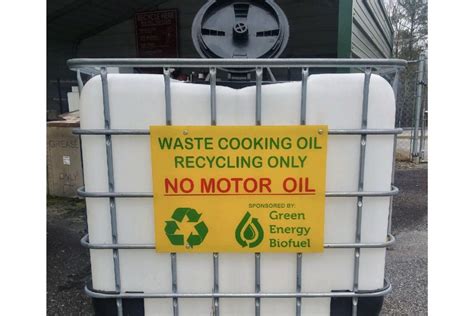 WASTE COOKING OIL
RECYCLING ONLY
NO MOTOR OIL
SPONSORED BY:
Green
Energy
Biofuel